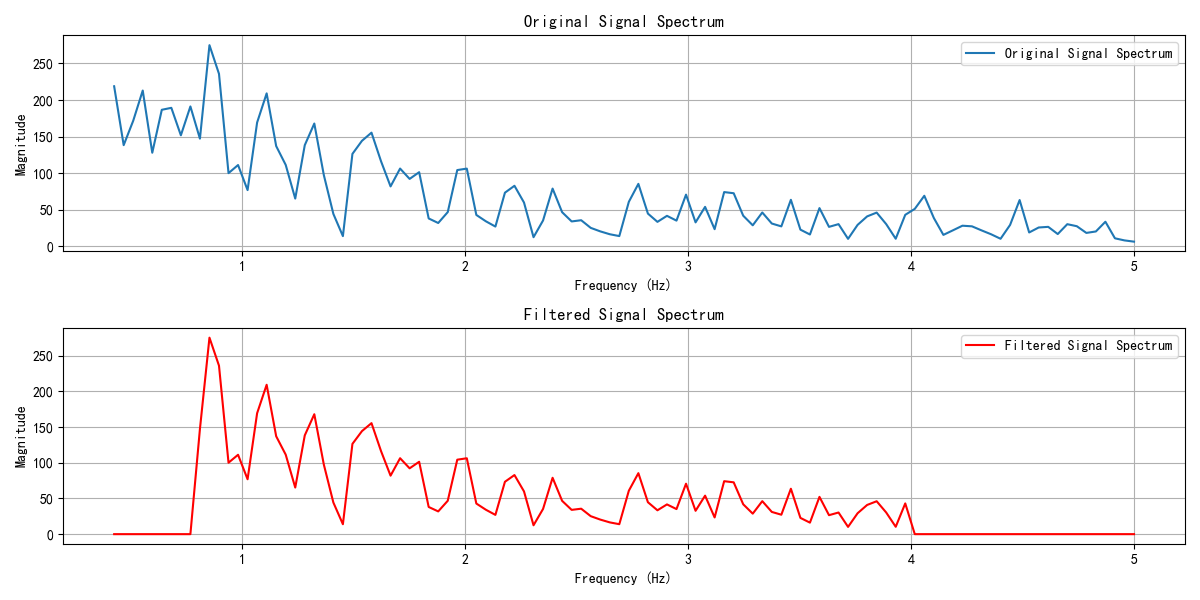 Original Signal Spectrum
Original Signal Spectrum
Magnitude
250
200
150
100
50
0
1
2
3
4
5
Frequency (Hz)
Filtered Signal Spectrum
Filtered Signal Spectrum
Magnitude
250
200
150
100
50
0
1
2
3
4
5
Frequency (Hz)